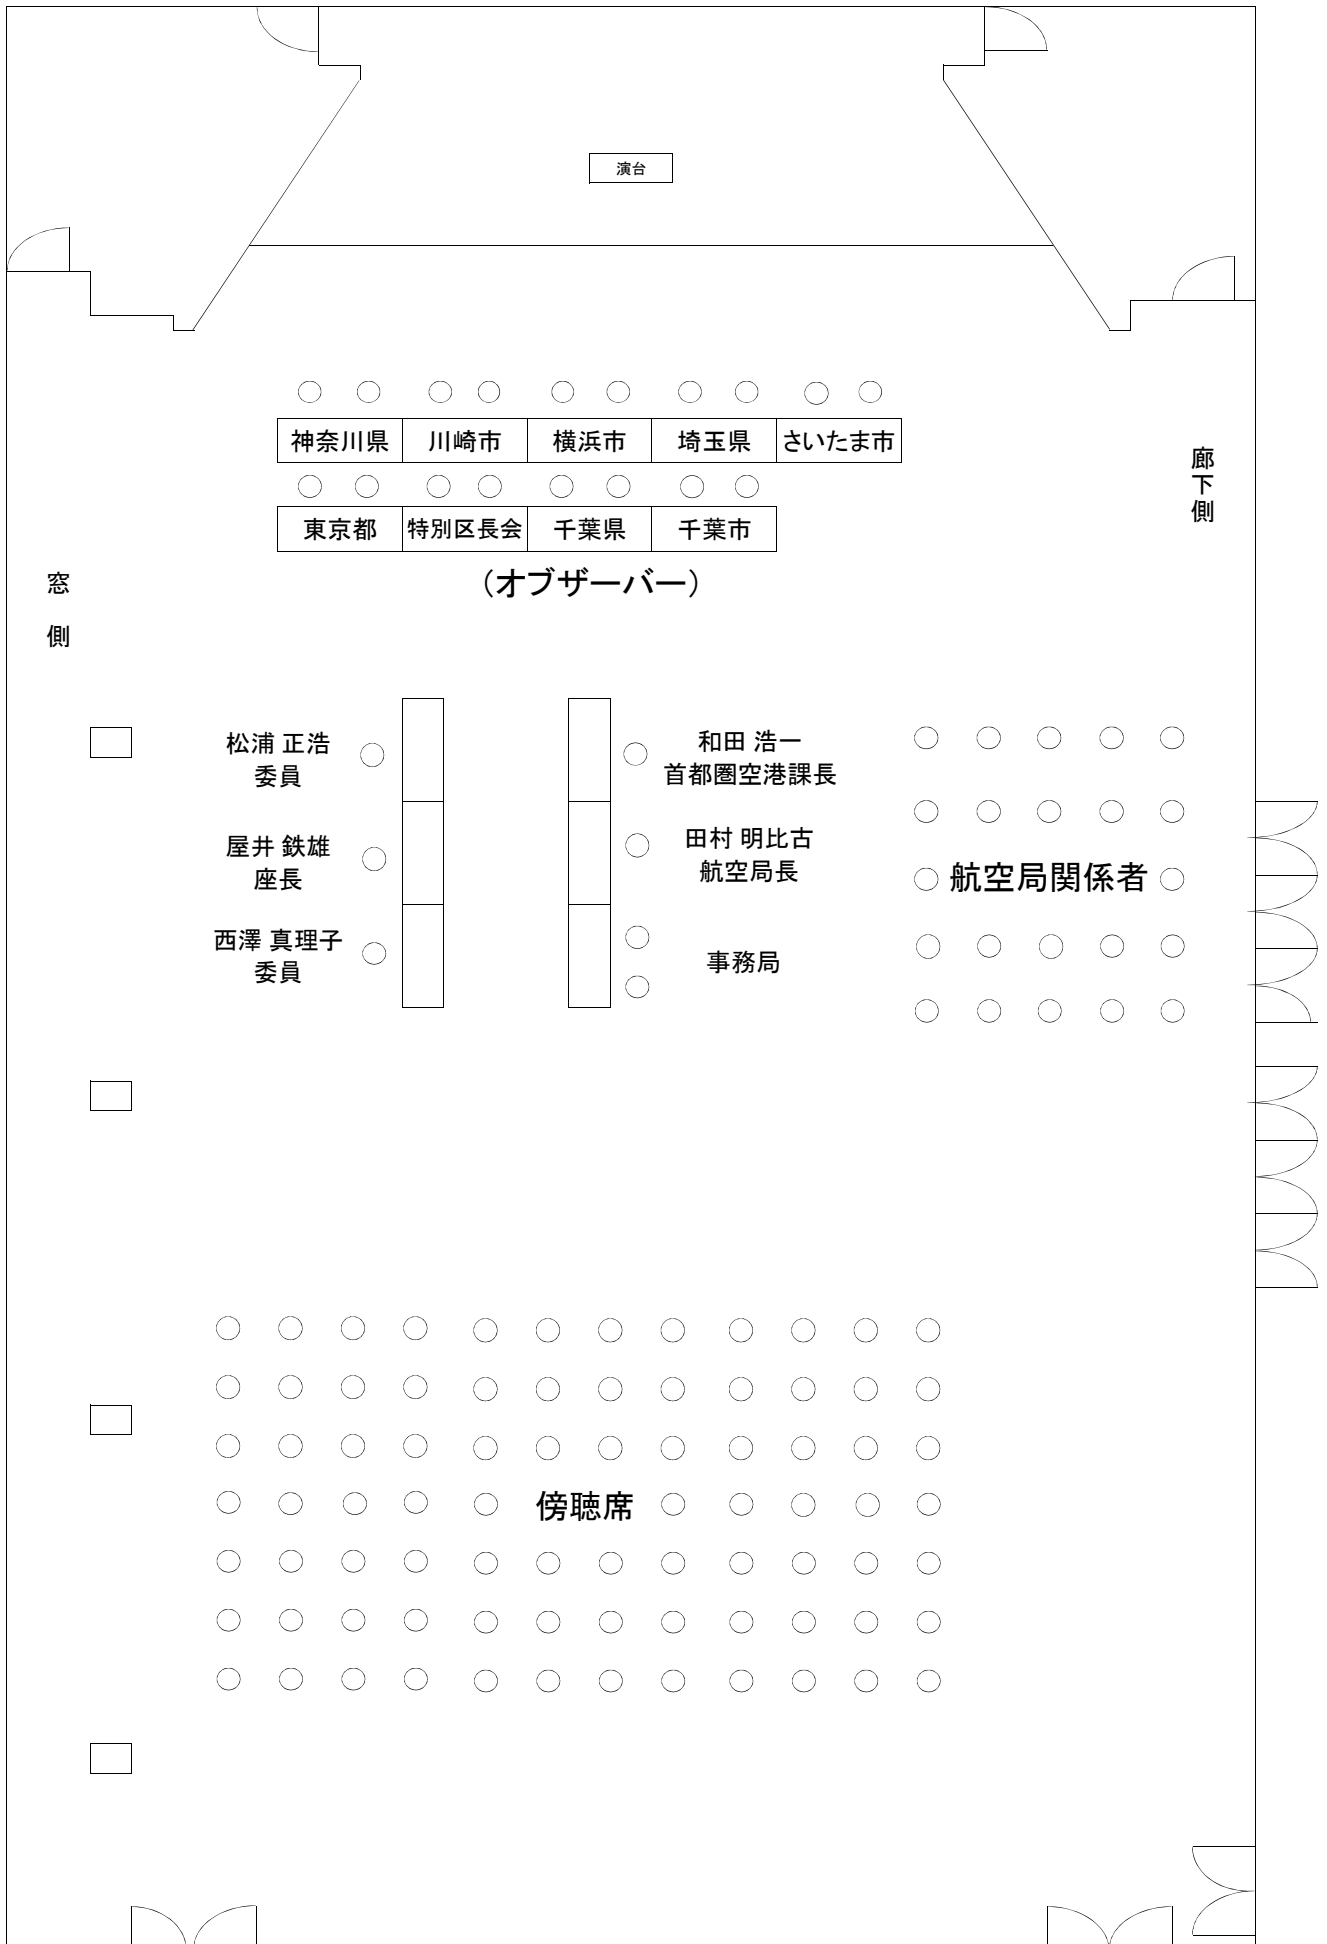 演台
神奈川県 川崎市 横浜市 埼玉県 さいたま市
東京都 特別区長会 千葉県 千葉市
（オブザーバー）
廊下側
窓側
松浦 正浩
委員
屋井 鉄雄
座長
西澤 真理子
委員
和田 浩一
首都圏空港課長
田村 明比古
航空局長
事務局
航空局関係者
傍聴席